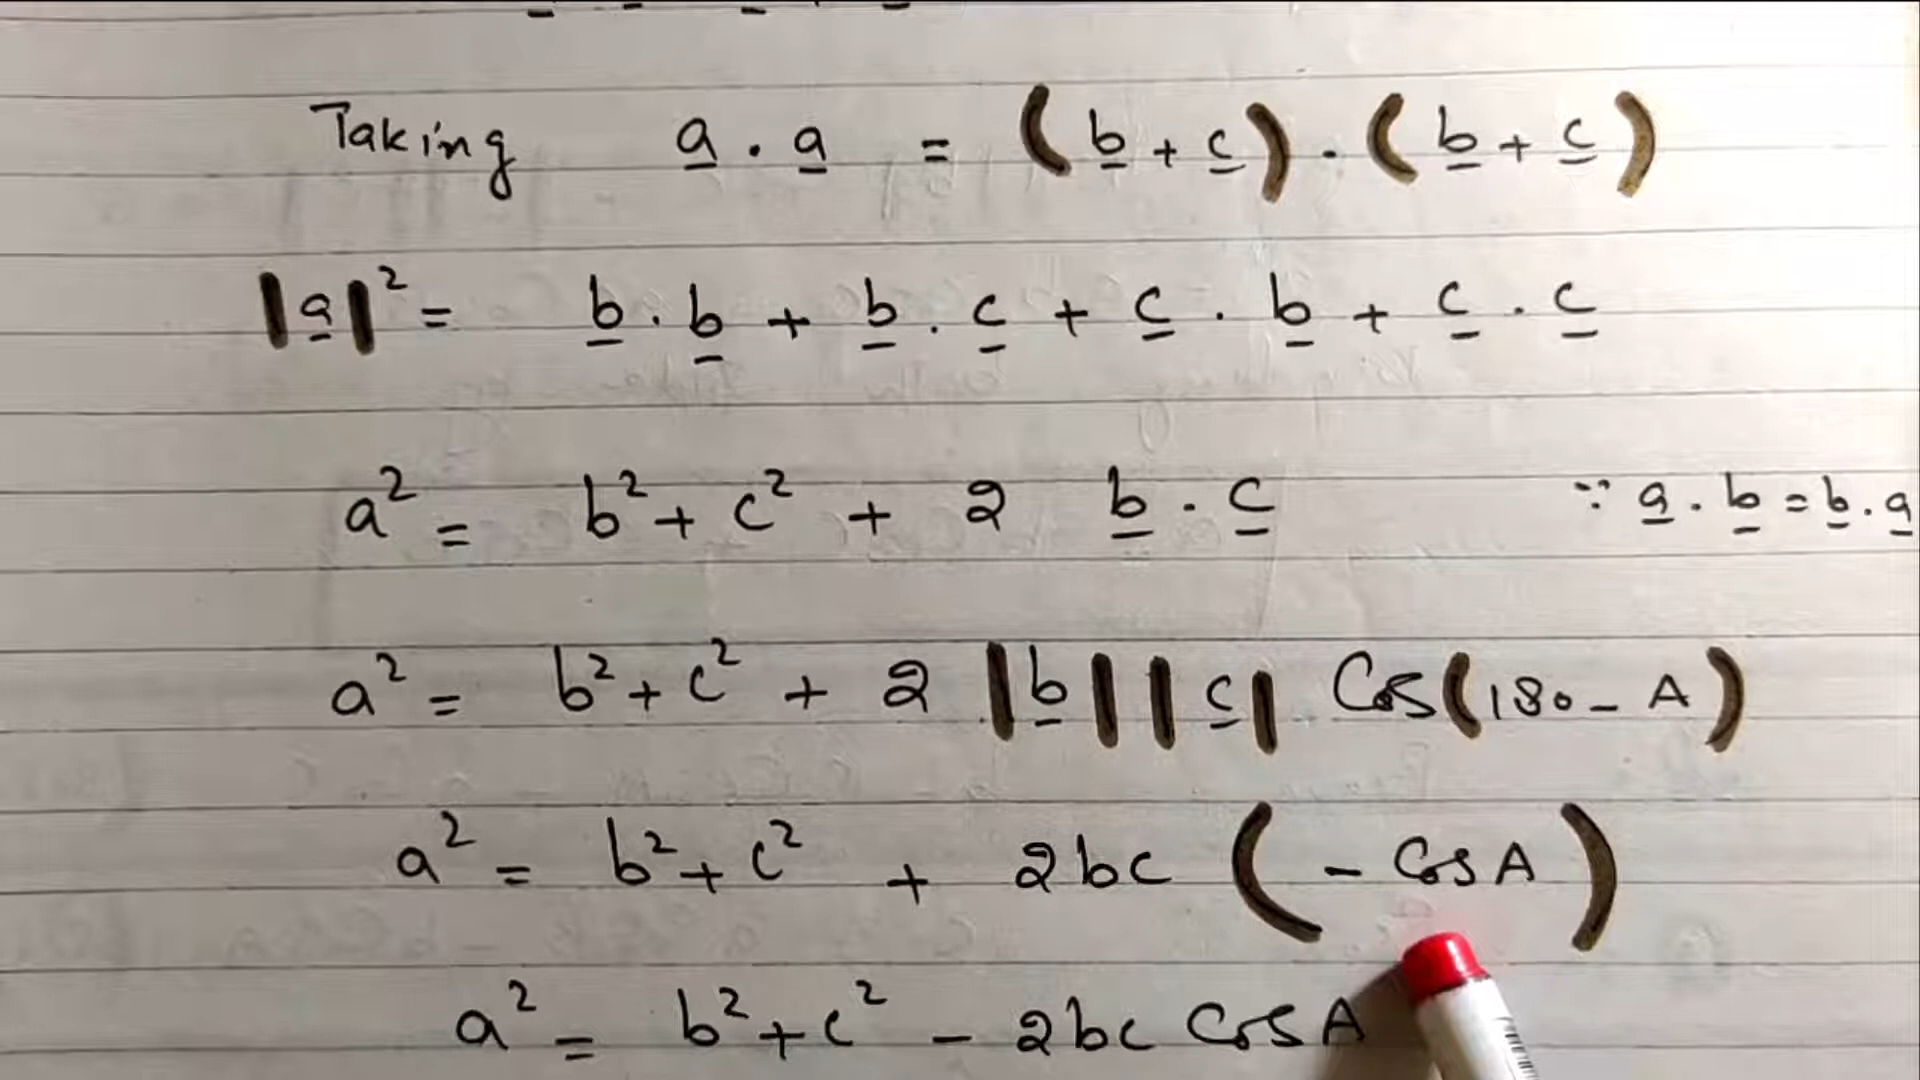 Taking a̲ . a̲ = ( b̲ + c̲ ) . ( b̲ + c̲ )
|a̲|² = b̲ . b̲ + b̲ . c̲ + c̲ . b̲ + c̲ . c̲
a² = b² + c² + 2 b̲ . c̲ ∵ a̲ . b̲ = b̲ . a̲
a² = b² + c² + 2 |b̲| |c̲| Cos(180 - A)
a² = b² + c² + 2bc ( - Cos A )
a² = b² + c² - 2bc Cos A